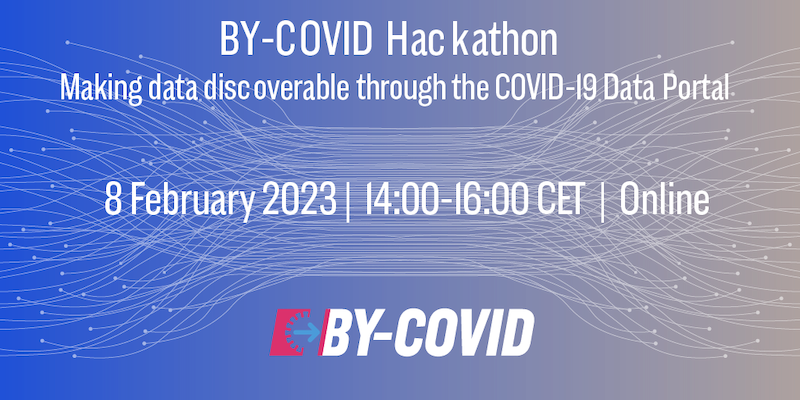 BY-COVID Hackathon
Making data discoverable through the COVID-19 Data Portal
8 February 2023 | 14:00-16:00 CET | Online
BY-COVID